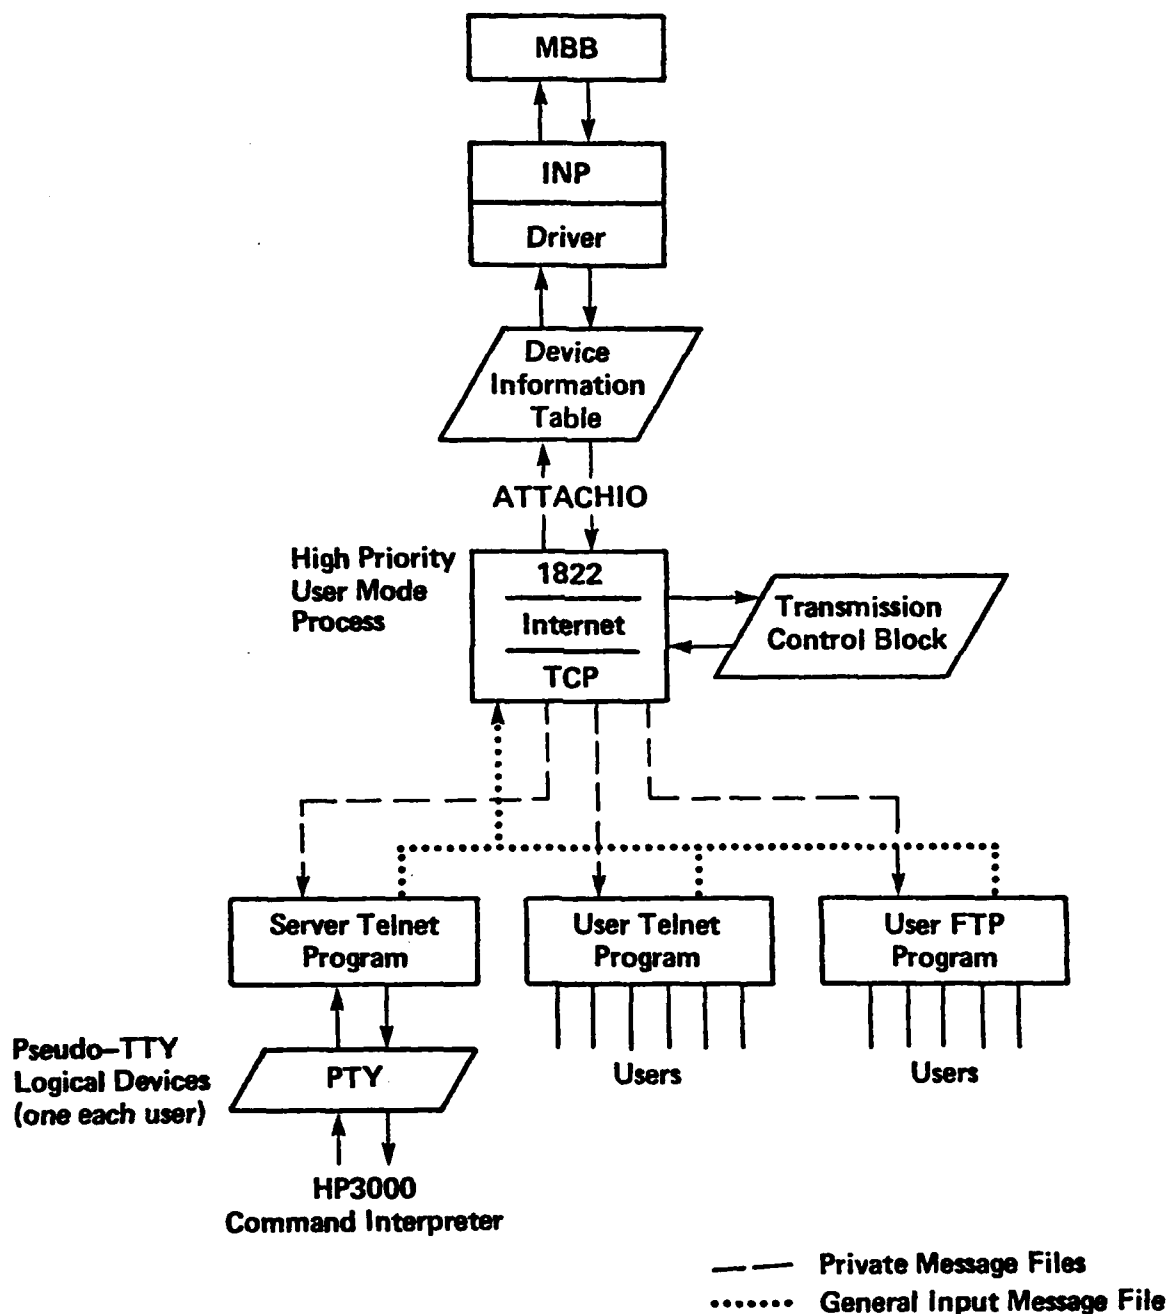 MBB
INP
Driver
Device
Information
Table
ATTACHIO
High Priority
User Mode
Process
1822
Internet
TCP
Transmission
Control Block
Server Telnet
Program
User Telnet
Program
User FTP
Program
Pseudo-TTY
Logical Devices
(one each user)
PTY
Users
Users
HP3000
Command Interpreter
Private Message Files
General Input Message File